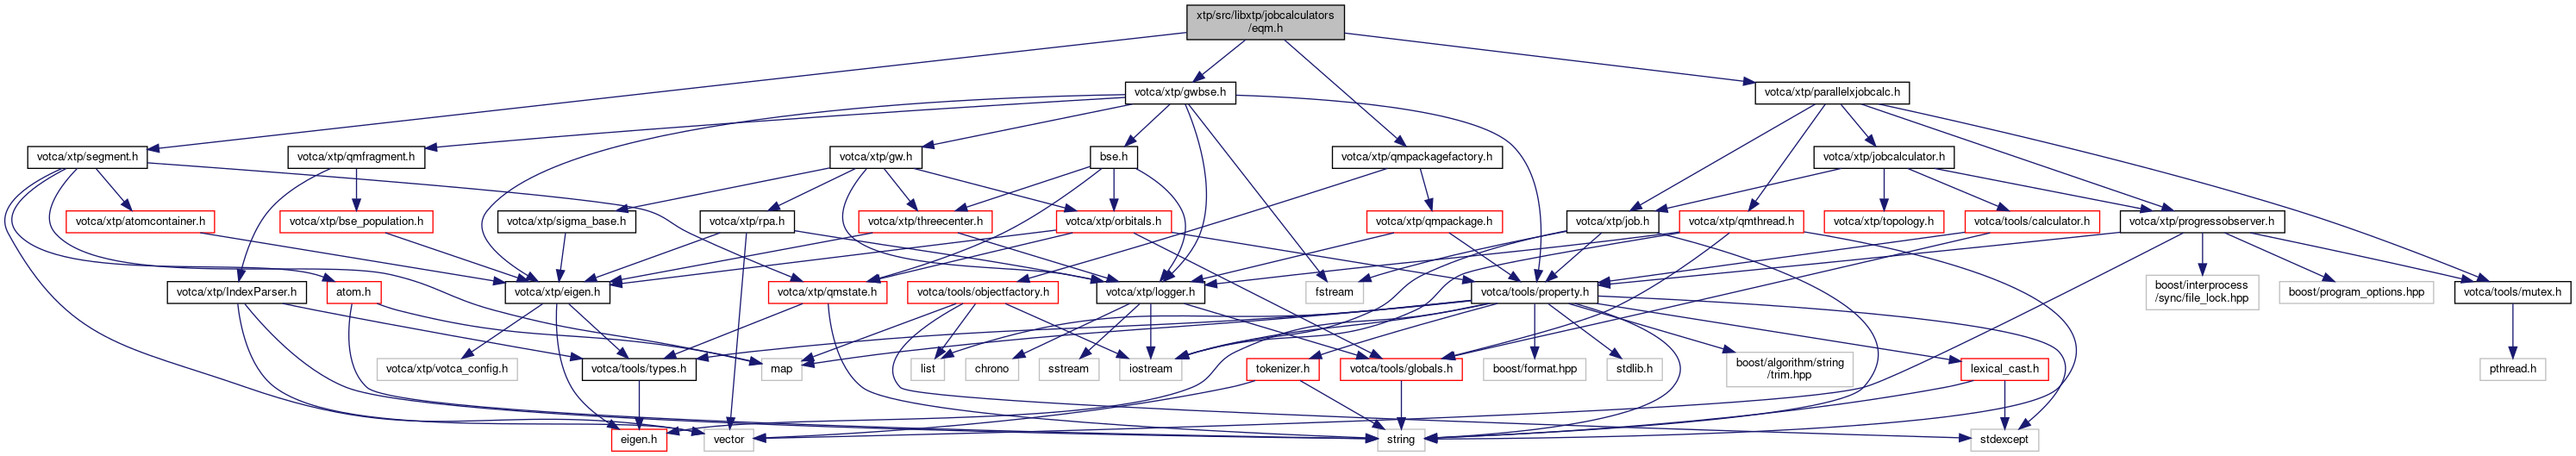 xtp/src/libxtp/jobcalculators
/eqm.h
votca/xtp/gwbse.h
votca/xtp/parallelxjobcalc.h
votca/xtp/segment.h
votca/xtp/qmfragment.h
votca/xtp/gw.h
bse.h
votca/xtp/qmpackagefactory.h
votca/xtp/jobcalculator.h
votca/xtp/atomcontainer.h
votca/xtp/bse_population.h
votca/xtp/sigma_base.h
votca/xtp/rpa.h
votca/xtp/threecenter.h
votca/xtp/orbitals.h
votca/xtp/qmpackage.h
votca/xtp/job.h
votca/xtp/qmthread.h
votca/xtp/topology.h
votca/tools/calculator.h
votca/xtp/progressobserver.h
votca/xtp/IndexParser.h
atom.h
votca/xtp/eigen.h
votca/xtp/qmstate.h
votca/tools/objectfactory.h
votca/xtp/logger.h
fstream
votca/tools/property.h
boost/interprocess
/sync/file_lock.hpp
boost/program_options.hpp
votca/tools/mutex.h
votca/xtp/votca_config.h
votca/tools/types.h
map
list
chrono
sstream
iostream
tokenizer.h
votca/tools/globals.h
boost/format.hpp
stdlib.h
boost/algorithm/string
/trim.hpp
lexical_cast.h
pthread.h
eigen.h
vector
string
stdexcept